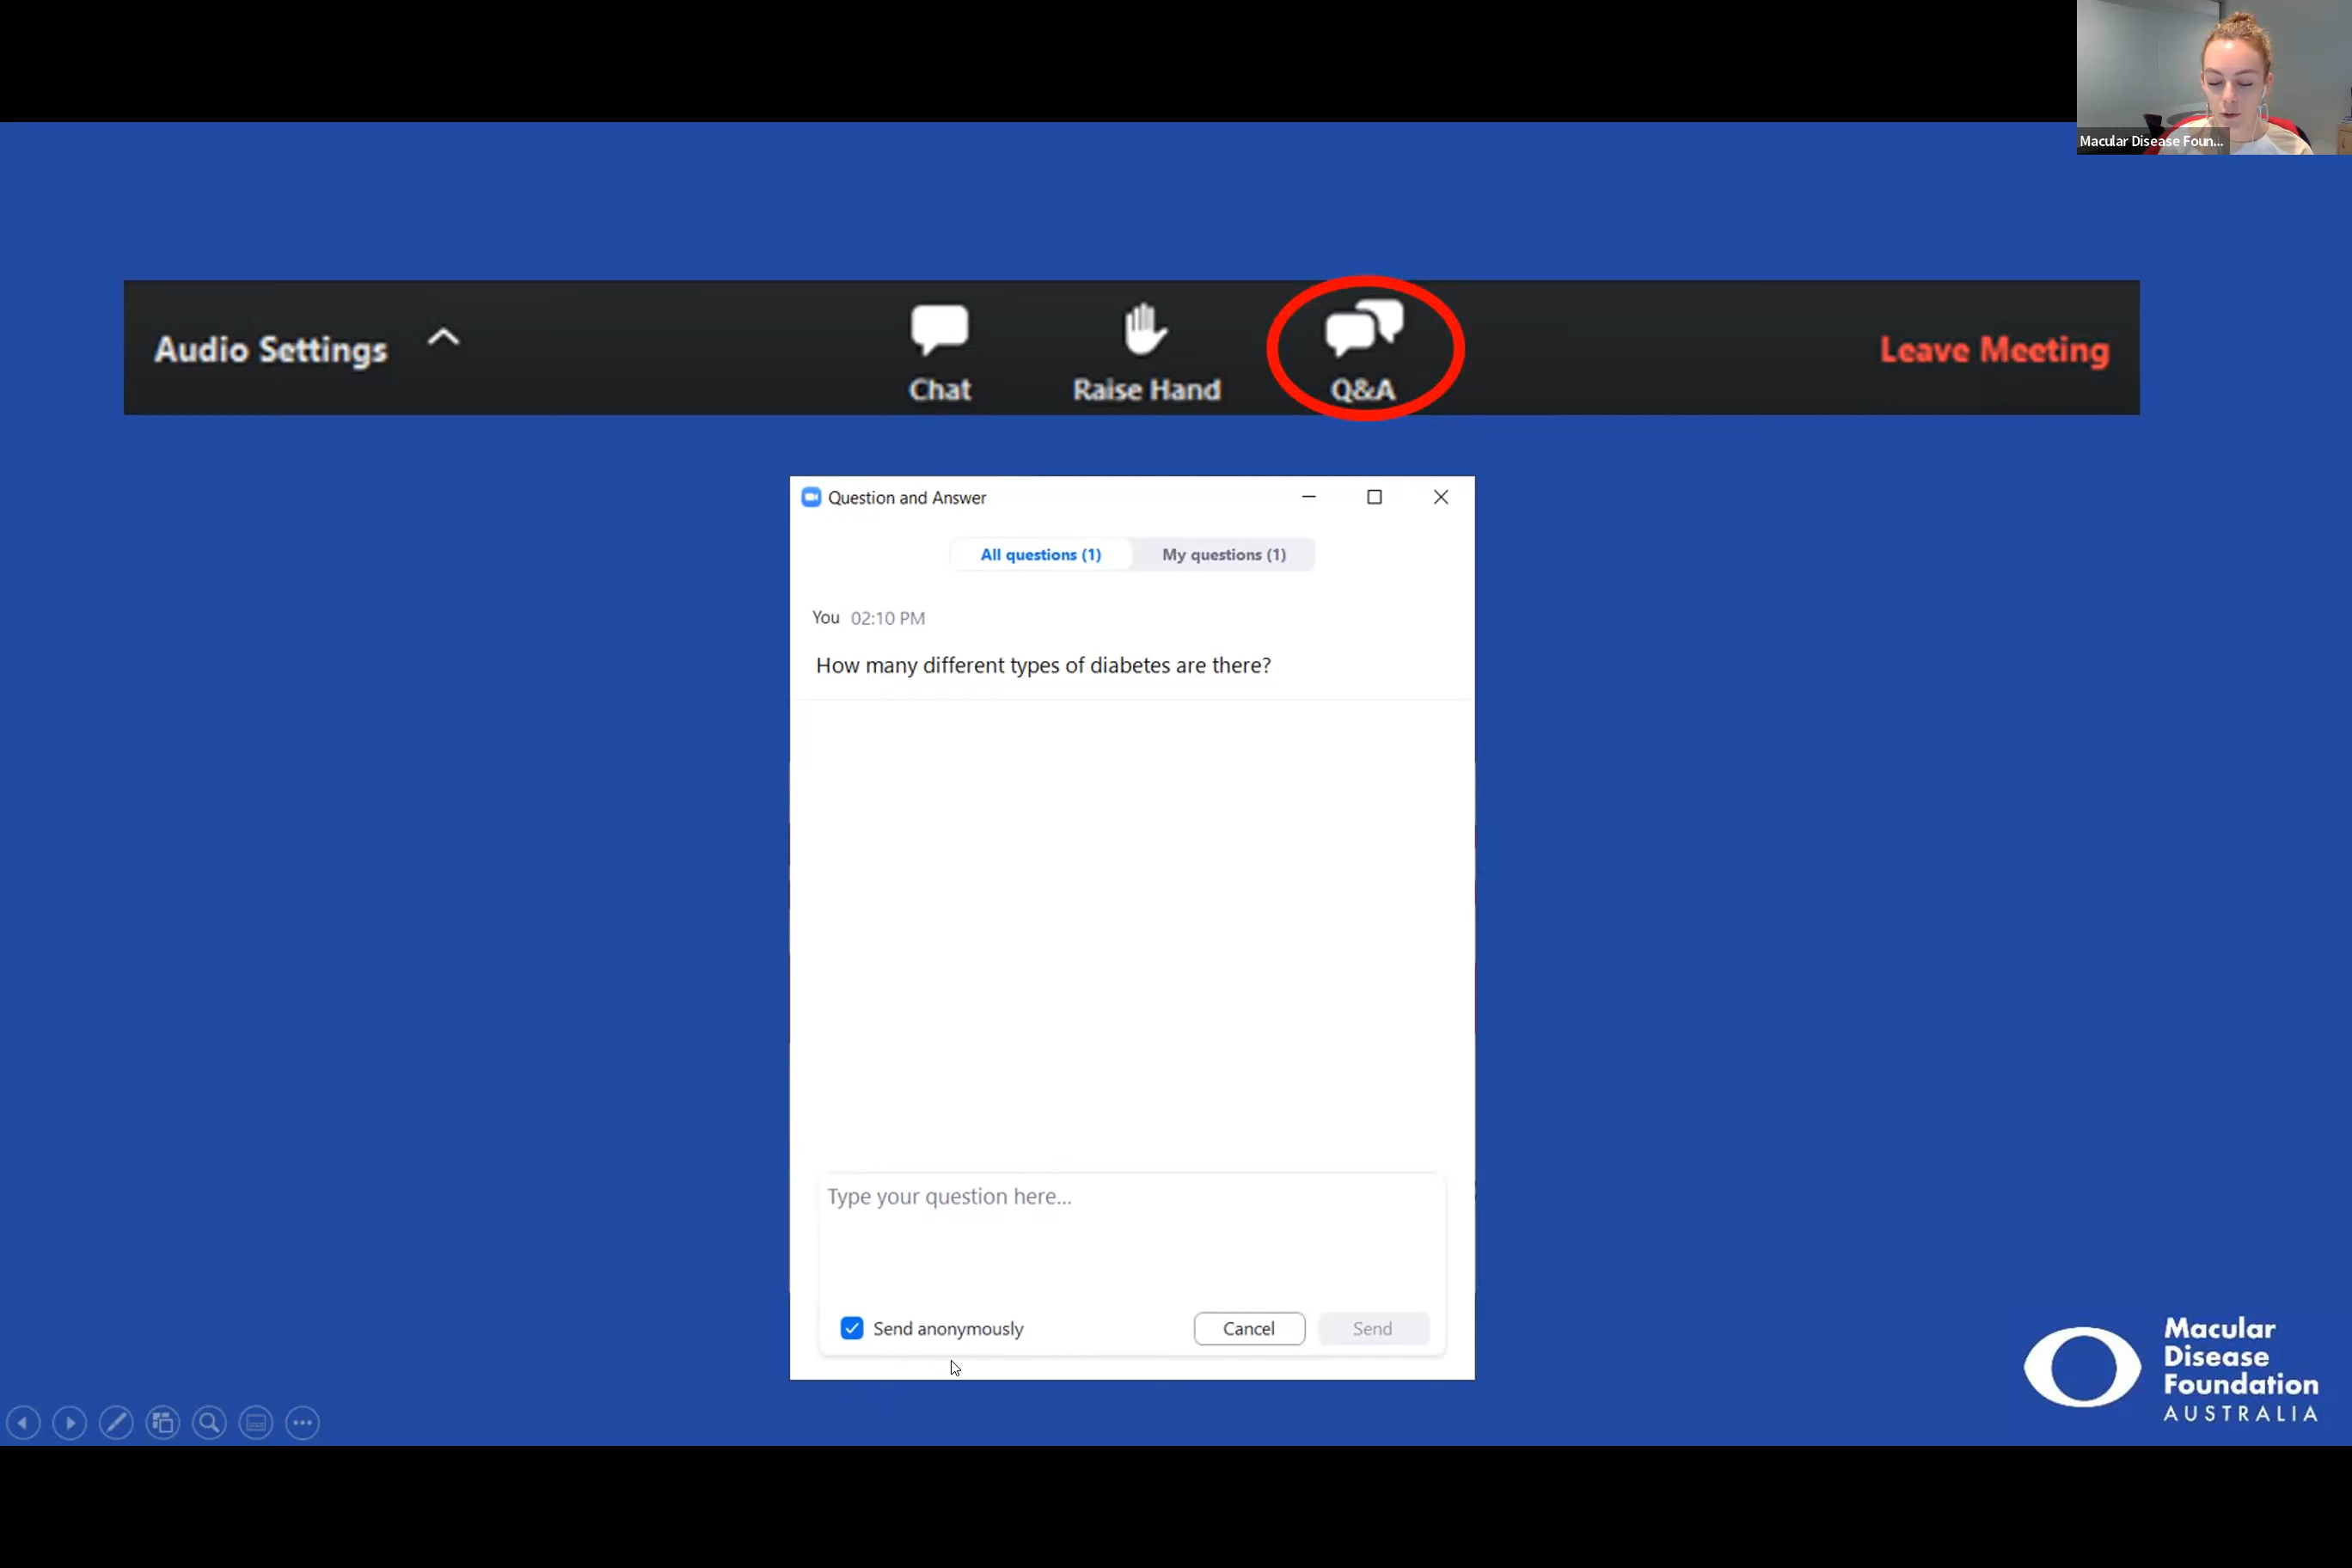 Macular Disease Foun...
Audio Settings
Chat
Raise Hand
Q&A
Leave Meeting
Question and Answer
All questions (1)
My questions (1)
You 02:10 PM
How many different types of diabetes are there?
Type your question here...
Send anonymously
Cancel
Send
Macular
Disease
Foundation
AUSTRALIA